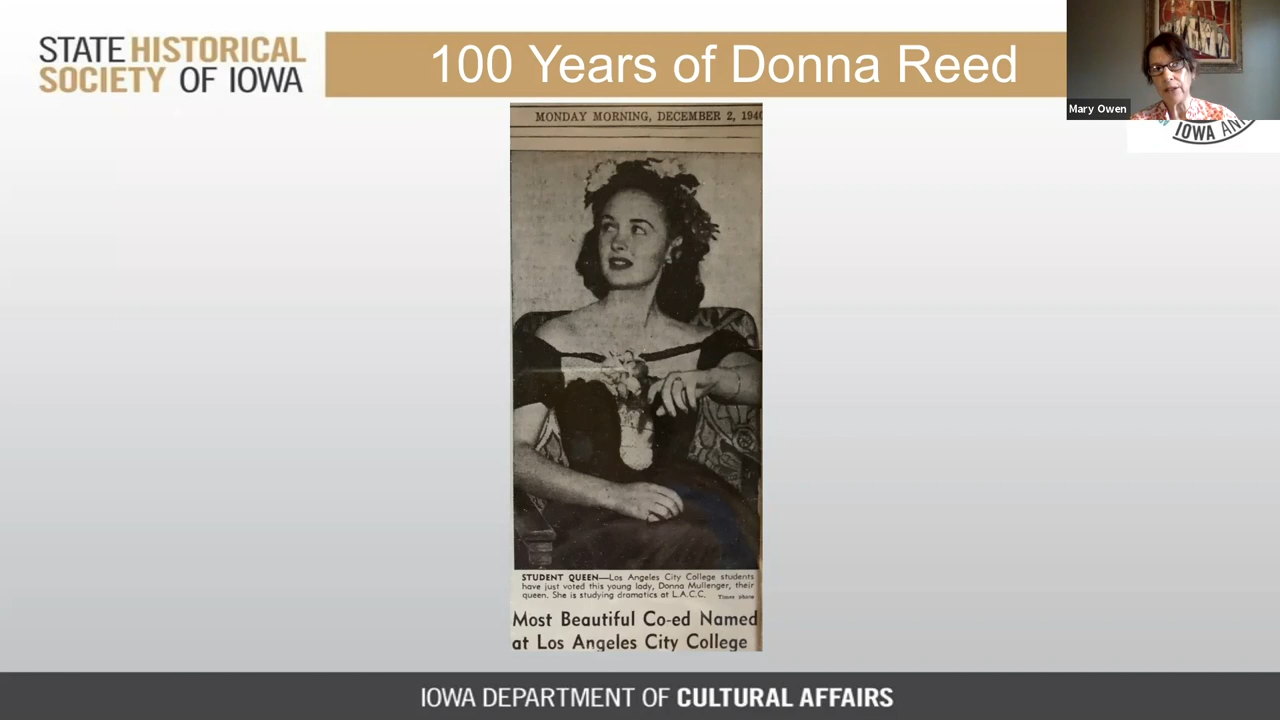 STATE HISTORICAL
SOCIETY OF IOWA
100 Years of Donna Reed
Mary Owen
IOWA
MONDAY MORNING, DECEMBER 2, 1940
STUDENT QUEEN—Los Angeles City College students
have just voted this young lady, Donna Mullenger, their
queen. She is studying dramatics at L.A.C.C. Times photo
Most Beautiful Co-ed Named
at Los Angeles City College
IOWA DEPARTMENT OF CULTURAL AFFAIRS